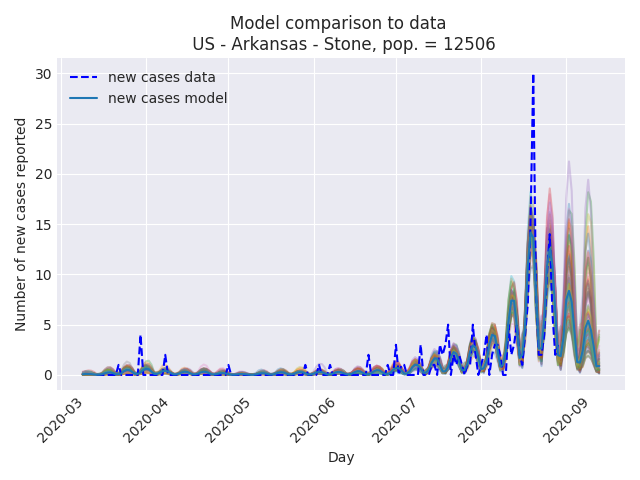 Model comparison to data
US - Arkansas - Stone, pop. = 12506
new cases data
new cases model
Number of new cases reported
30
25
20
15
10
5
0
2020-03
2020-04
2020-05
2020-06
2020-07
2020-08
2020-09
Day